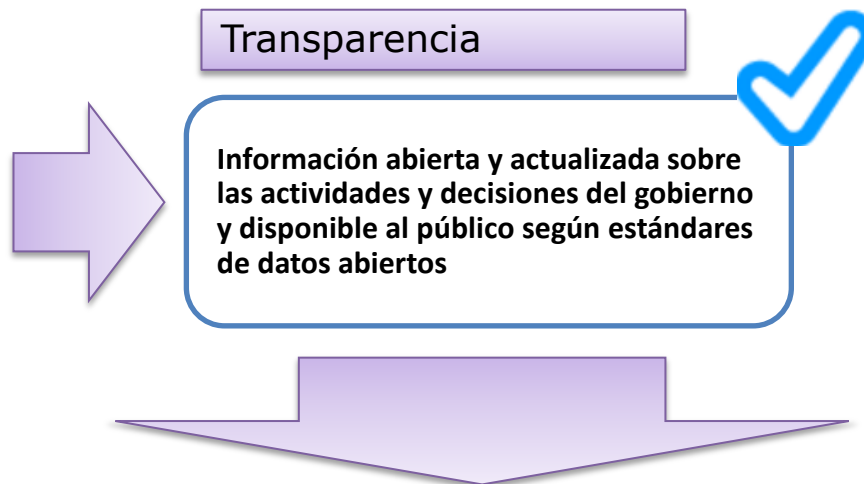 Transparencia
Información abierta y actualizada sobre
las actividades y decisiones del gobierno
y disponible al público según estándares
de datos abiertos